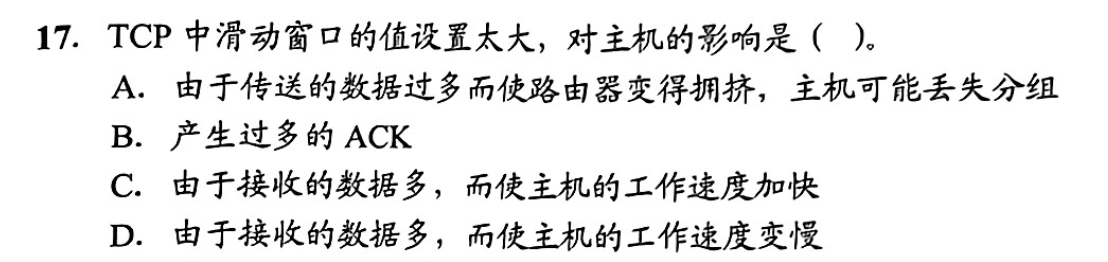 17. TCP 中滑动窗口的值设置太大，对主机的影响是（ ）。
A. 由于传送的数据过多而使路由器变得拥挤，主机可能丢失分组
B. 产生过多的 ACK
C. 由于接收的数据多，而使主机的工作速度加快
D. 由于接收的数据多，而使主机的工作速度变慢